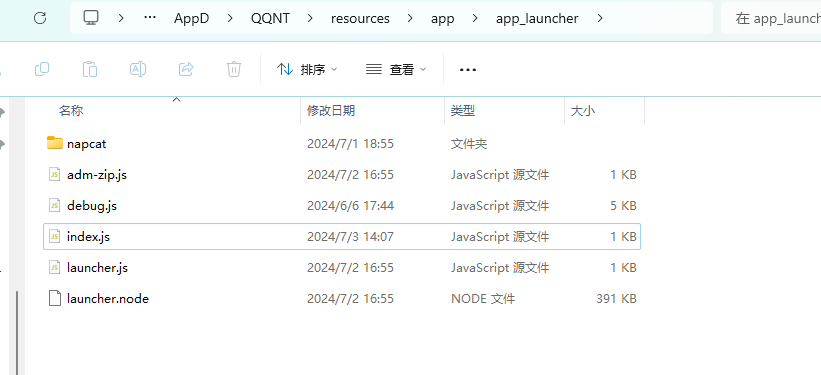 … AppD > QQNT > resources > app > app_launcher > 在 app_launch
排序 查看 …
名称 修改日期 类型 大小
napcat 2024/7/1 18:55 文件夹
adm-zip.js 2024/7/2 16:55 JavaScript 源文件 1 KB
debug.js 2024/6/6 17:44 JavaScript 源文件 5 KB
index.js 2024/7/3 14:07 JavaScript 源文件 1 KB
launcher.js 2024/7/2 16:55 JavaScript 源文件 1 KB
launcher.node 2024/7/2 16:55 NODE 文件 391 KB